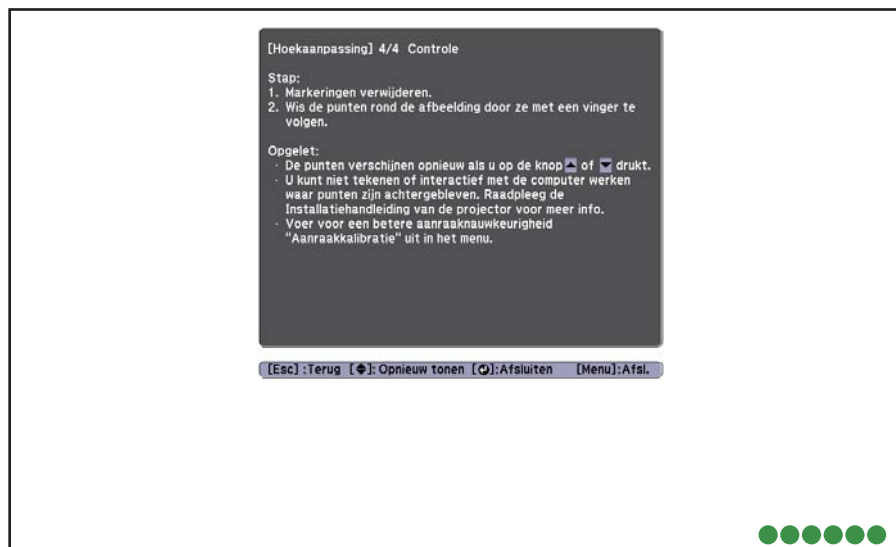 [Hoekaanpassing] 4/4 Controle
Stap:
1. Markeringen verwijderen.
2. Wis de punten rond de afbeelding door ze met een vinger te
volgen.
Opgelet:
· De punten verschijnen opnieuw als u op de knop ▲ of ▼ drukt.
· U kunt niet tekenen of interactief met de computer werken
waar punten zijn achtergebleven. Raadpleeg de
Installatiehandleiding van de projector voor meer info.
· Voer voor een betere aanraaknauwkeurigheid
"Aanraakkalibratie" uit in het menu.
[Esc] :Terug [◆]: Opnieuw tonen [↵]:Afsluiten [Menu]:Afsl.